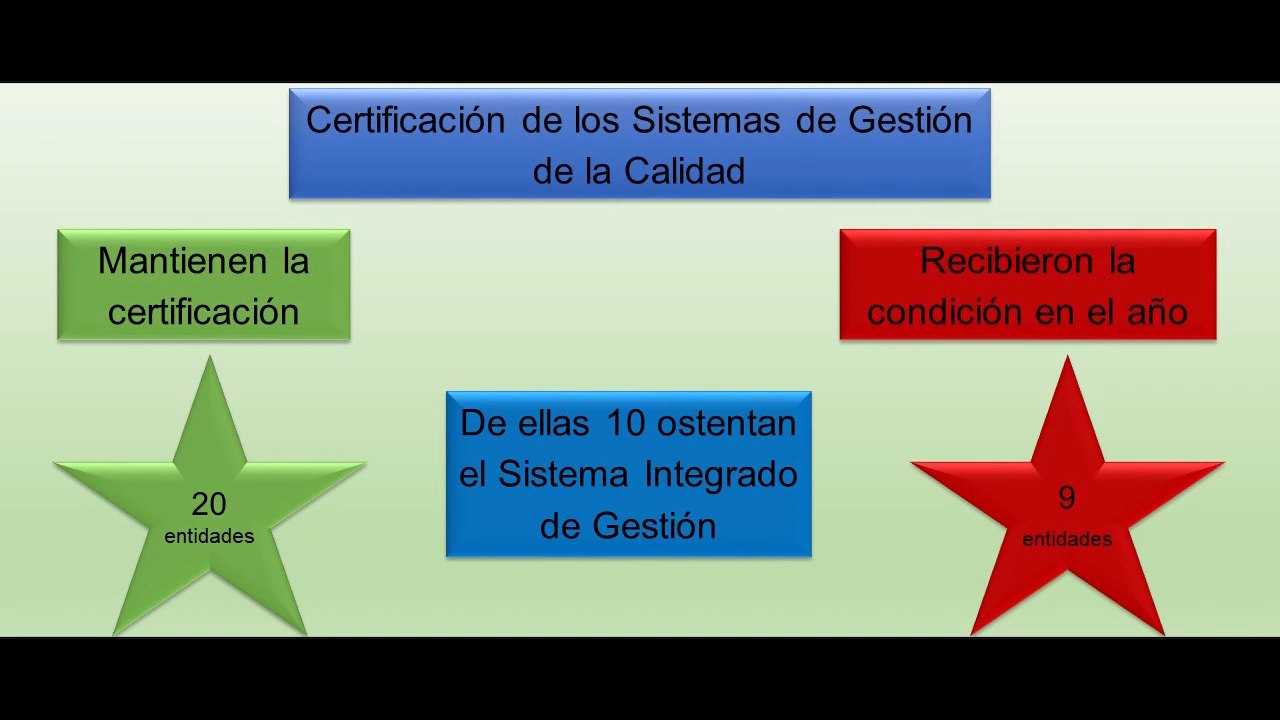 Certificación de los Sistemas de Gestión
de la Calidad
Mantienen la
certificación
Recibieron la
condición en el año
De ellas 10 ostentan
el Sistema Integrado
de Gestión
20
entidades
9
entidades